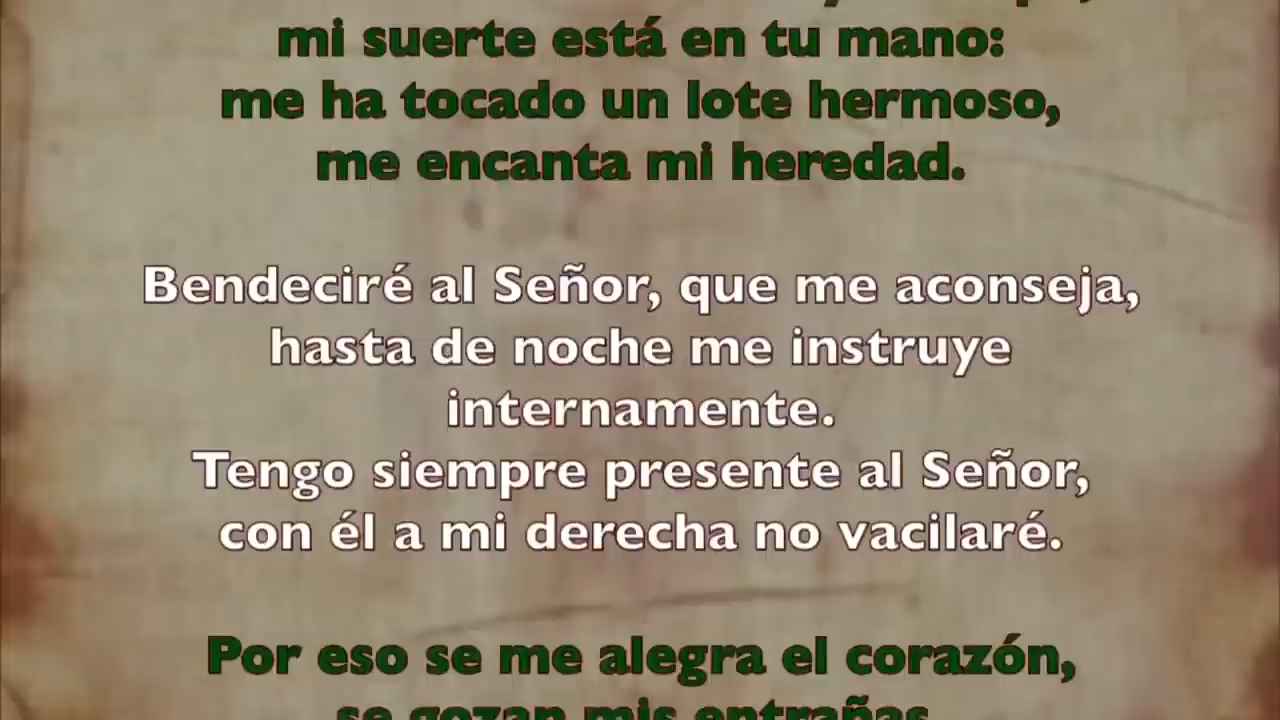 mi suerte está en tu mano:
me ha tocado un lote hermoso,
me encanta mi heredad.
Bendeciré al Señor, que me aconseja,
hasta de noche me instruye
internamente.
Tengo siempre presente al Señor,
con él a mi derecha no vacilaré.
Por eso se me alegra el corazón,
se gozan mis entrañas